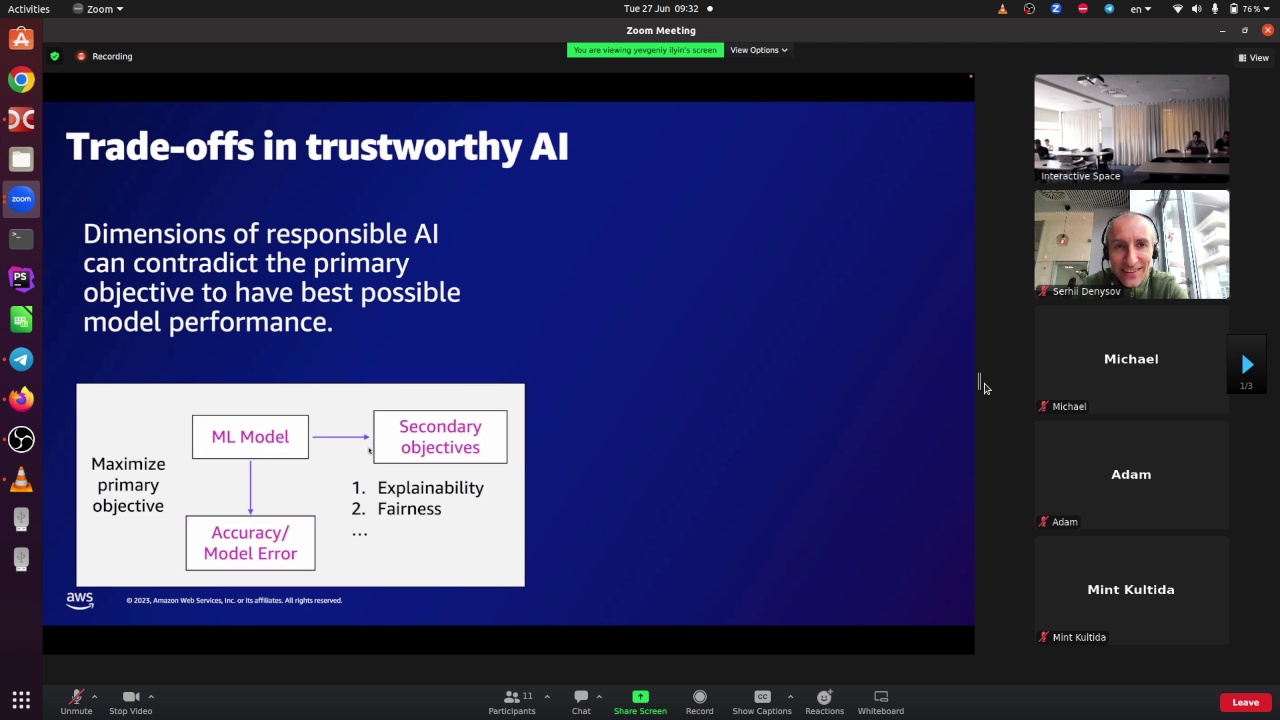 Activities
Zoom
Tue 27 Jun 09:32
en
76%
Zoom Meeting
Recording
You are viewing yevgeniy ilyin's screen
View Options
View
Trade-offs in trustworthy AI
Dimensions of responsible AI
can contradict the primary
objective to have best possible
model performance.
Maximize
primary
objective
ML Model
Accuracy/
Model Error
Secondary
objectives
1. Explainability
2. Fairness
...
aws
© 2023, Amazon Web Services, Inc. or its affiliates. All rights reserved.
Interactive Space
Serhii Denysov
Michael
Michael
1/3
Adam
Adam
Mint Kultida
Mint Kultida
zoom
PS
Unmute
Stop Video
11
Participants
Chat
Share Screen
Record
CC
Show Captions
Reactions
Whiteboard
Leave